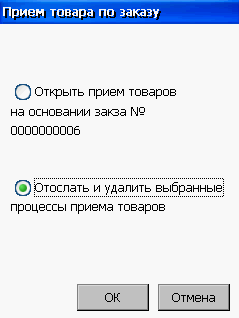 Прием товара по заказу
Открыть прием товаров
на основании закза №
0000000006
Отослать и удалить выбранные
процессы приема товаров
ОК
Отмена